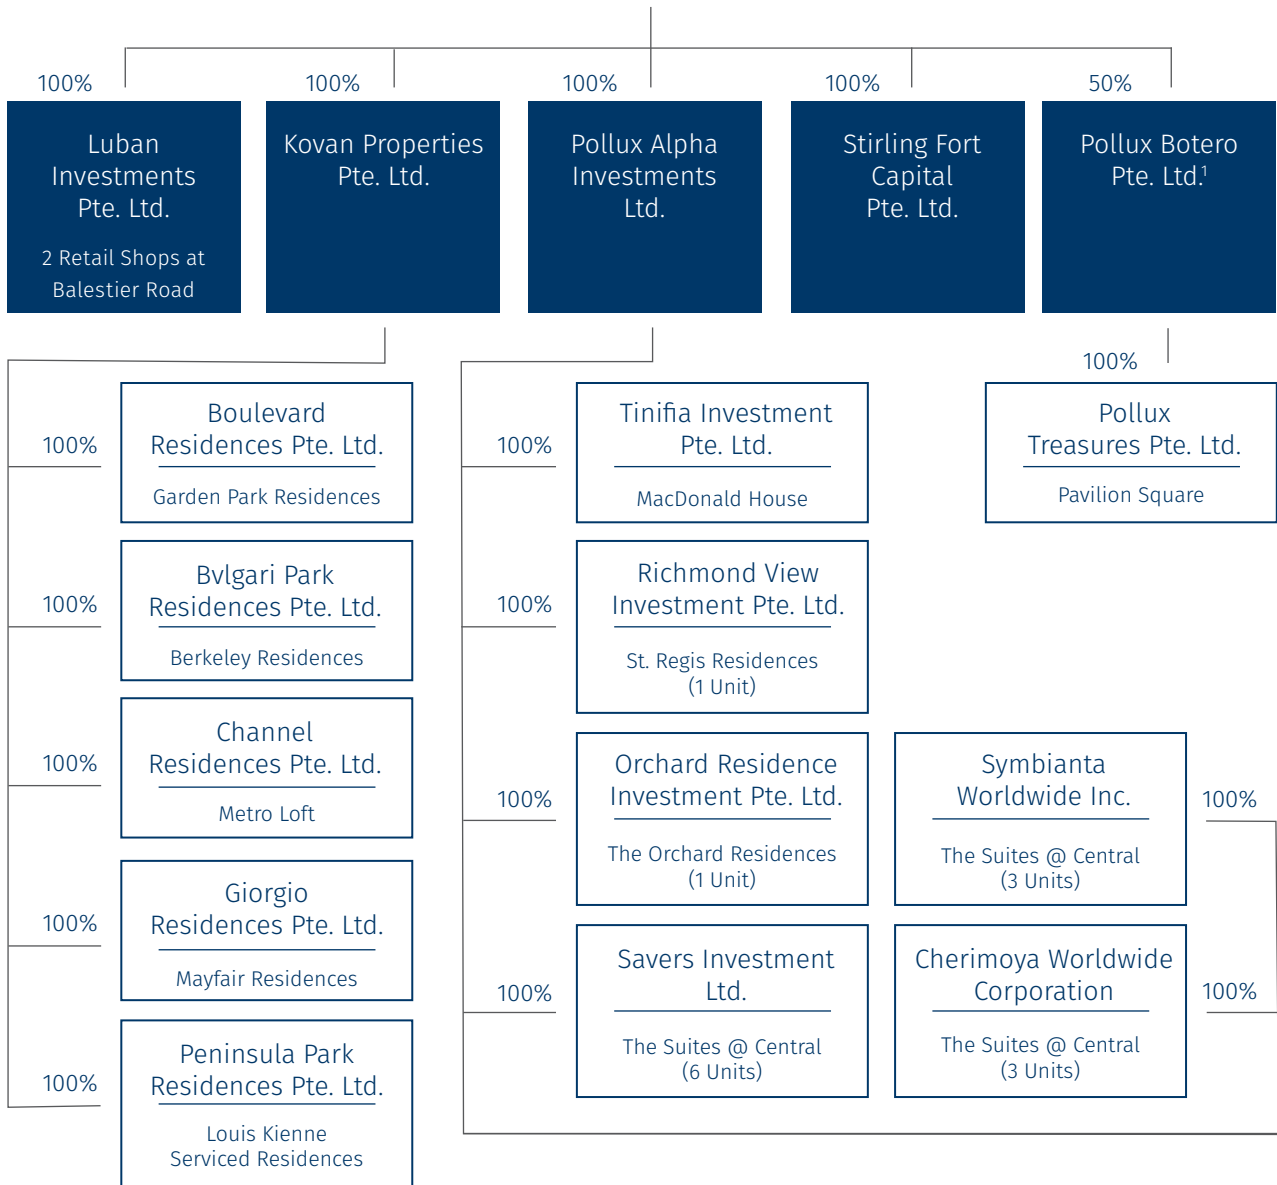 100%
100%
100%
100%
50%
Luban
Investments
Pte. Ltd.
2 Retail Shops at
Balestier Road
Kovan Properties
Pte. Ltd.
Pollux Alpha
Investments
Ltd.
Stirling Fort
Capital
Pte. Ltd.
Pollux Botero
Pte. Ltd.¹
100%
Boulevard
Residences Pte. Ltd.
Garden Park Residences
100%
Bvlgari Park
Residences Pte. Ltd.
Berkeley Residences
100%
Channel
Residences Pte. Ltd.
Metro Loft
100%
Giorgio
Residences Pte. Ltd.
Mayfair Residences
100%
Peninsula Park
Residences Pte. Ltd.
Louis Kienne
Serviced Residences
100%
Tinifia Investment
Pte. Ltd.
MacDonald House
100%
Richmond View
Investment Pte. Ltd.
St. Regis Residences
(1 Unit)
100%
Orchard Residence
Investment Pte. Ltd.
The Orchard Residences
(1 Unit)
100%
Savers Investment
Ltd.
The Suites @ Central
(6 Units)
Symbianta
Worldwide Inc.
The Suites @ Central
(3 Units)
100%
Cherimoya Worldwide
Corporation
The Suites @ Central
(3 Units)
100%
100%
Pollux
Treasures Pte. Ltd.
Pavilion Square